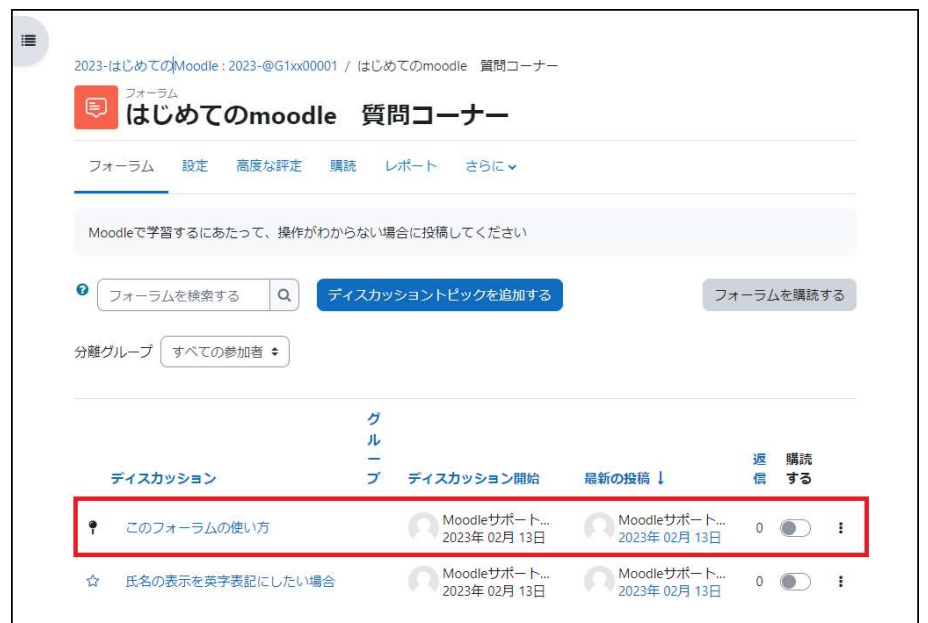 2023-はじめてのMoodle : 2023-@G1xx00001 / はじめてのmoodle　質問コーナー
フォーラム
はじめてのmoodle　質問コーナー
フォーラム 設定 高度な評定 購読 レポート さらに
Moodleで学習するにあたって、操作がわからない場合に投稿してください
フォーラムを検索する ディスカッショントピックを追加する フォーラムを購読する
分離グループ すべての参加者
ディスカッション グループ ディスカッション開始 最新の投稿 ↓ 返信 購読する
このフォーラムの使い方 Moodleサポート... Moodleサポート... 0
2023年 02月 13日 2023年 02月 13日
氏名の表示を英字表記にしたい場合 Moodleサポート... Moodleサポート... 0
2023年 02月 13日 2023年 02月 13日